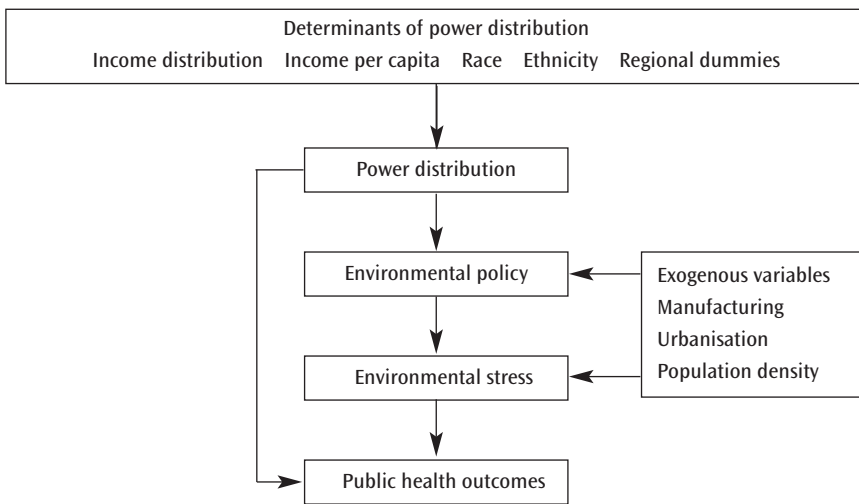 Determinants of power distribution
Income distribution Income per capita Race Ethnicity Regional dummies
Power distribution
Environmental policy
Exogenous variables
Manufacturing
Urbanisation
Population density
Environmental stress
Public health outcomes